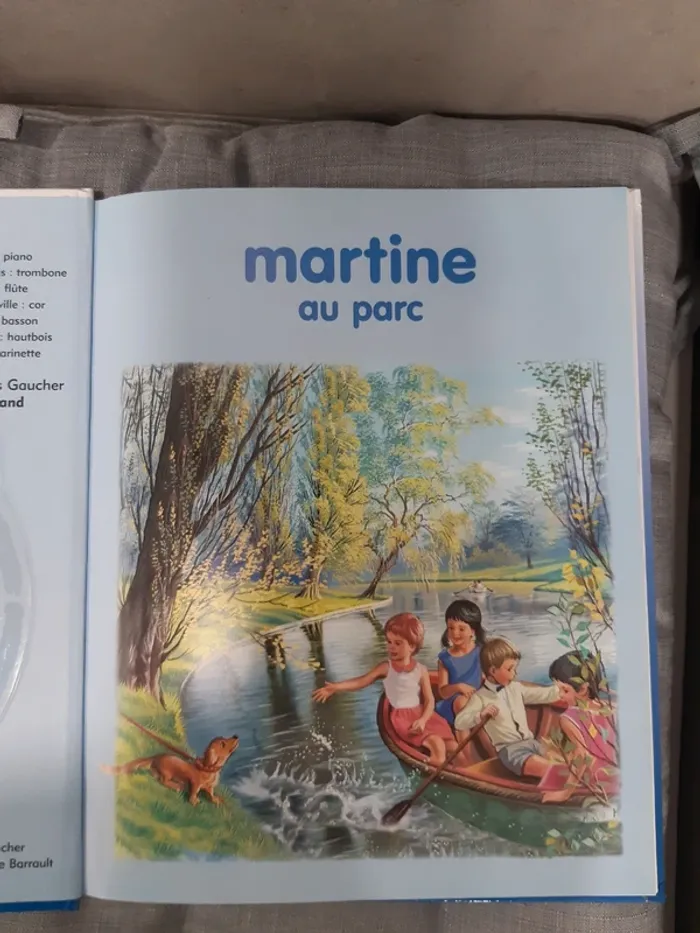 piano
s : trombone
flûte
ville : cor
basson
: hautbois
arinette
s Gaucher
and
cher
e Barrault
martine
au parc